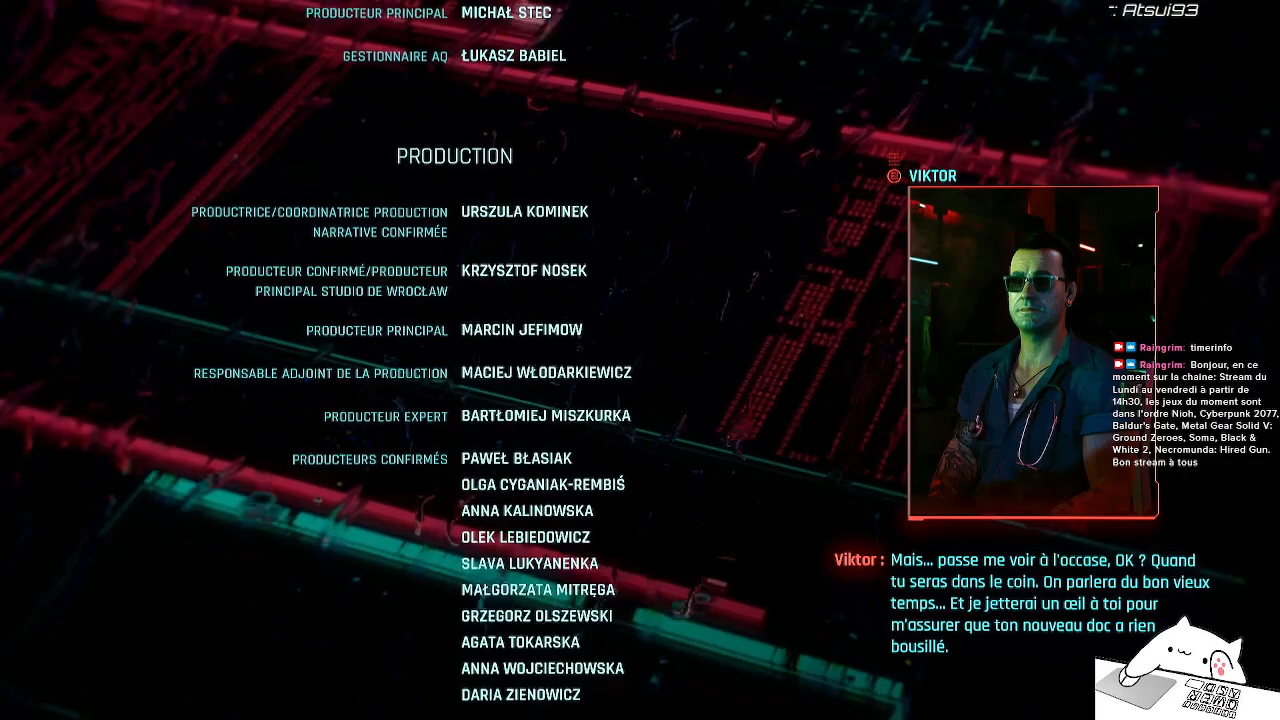 PRODUCTEUR PRINCIPAL MICHAŁ STEC
GESTIONNAIRE AQ ŁUKASZ BABIEL
PRODUCTION
PRODUCTRICE/COORDINATRICE PRODUCTION URSZULA KOMINEK
NARRATIVE CONFIRMÉE
PRODUCTEUR CONFIRMÉ/PRODUCTEUR KRZYSZTOF NOSEK
PRINCIPAL STUDIO DE WROCŁAW
PRODUCTEUR PRINCIPAL MARCIN JEFIMOW
RESPONSABLE ADJOINT DE LA PRODUCTION MACIEJ WŁODARKIEWICZ
PRODUCTEUR EXPERT BARTŁOMIEJ MISZKURKA
PRODUCTEURS CONFIRMÉS PAWEŁ BŁASIAK
OLGA CYGANIAK-REMBIŚ
ANNA KALINOWSKA
OLEK LEBIEDOWICZ
SLAVA LUKYANENKA
MAŁGORZATA MITRĘGA
GRZEGORZ OLSZEWSKI
AGATA TOKARSKA
ANNA WOJCIECHOWSKA
DARIA ZIENOWICZ
Atsui93
VIKTOR
Raingrim: timerinfo
Raingrim: Bonjour, en ce
moment sur la chaine: Stream du
Lundi au vendredi à partir de
14h30, les jeux du moment sont
dans l'ordre Nioh, Cyberpunk 2077,
Baldur's Gate, Metal Gear Solid V:
Ground Zeroes, Soma, Black &
White 2, Necromunda: Hired Gun.
Bon stream à tous
Viktor : Mais... passe me voir à l'occase, OK ? Quand
tu seras dans le coin. On parlera du bon vieux
temps... Et je jetterai un œil à toi pour
m'assurer que ton nouveau doc a rien
bousillé.